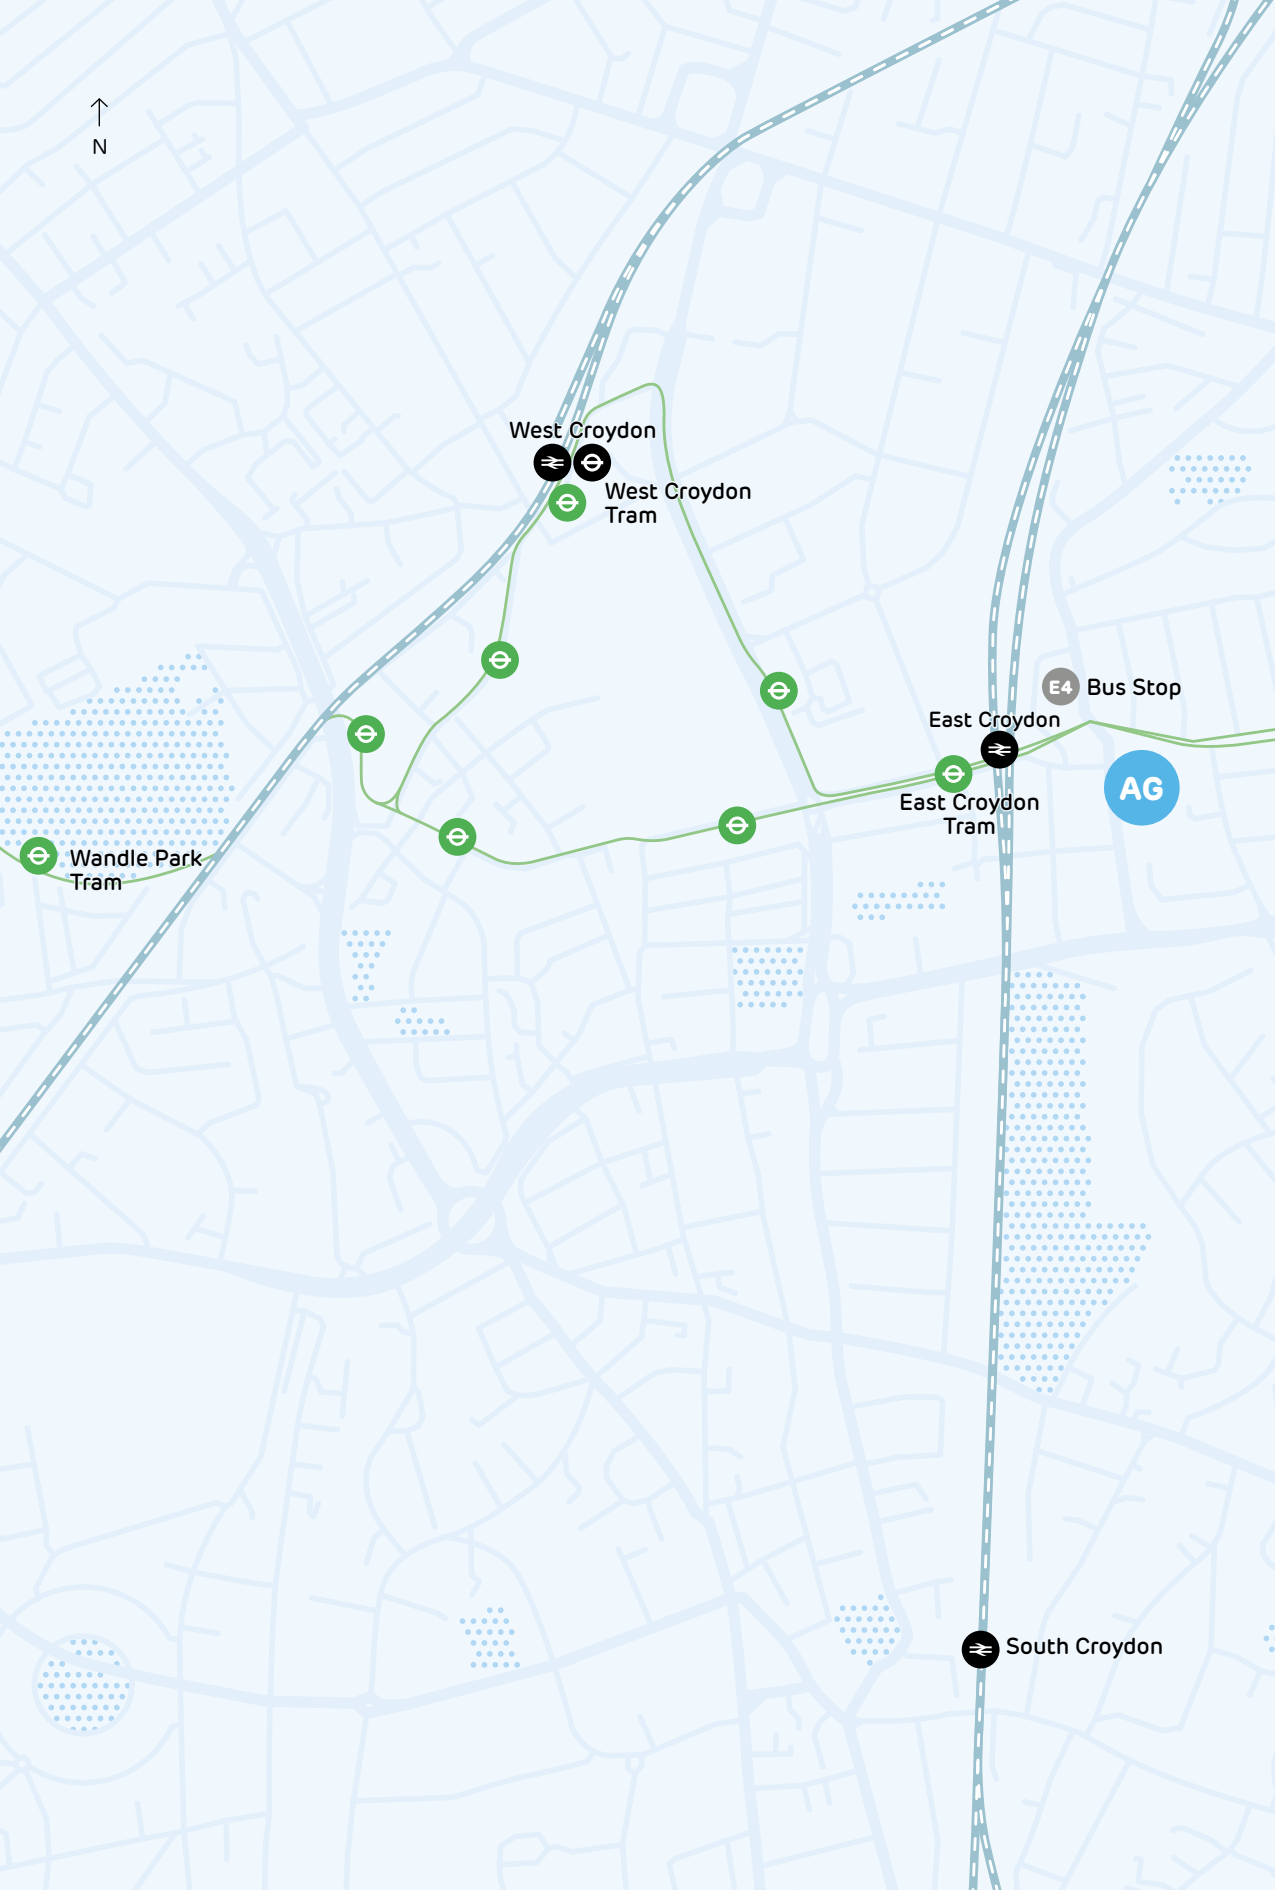 N
West Croydon
West Croydon
Tram
E4 Bus Stop
East Croydon
AG
East Croydon
Tram
Wandle Park
Tram
South Croydon